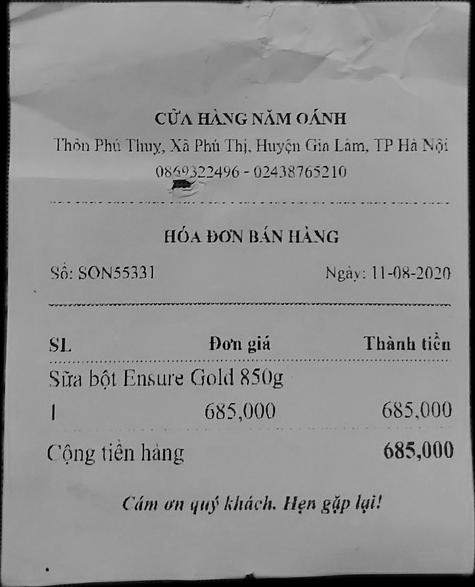 CỬA HÀNG NĂM OÁNH
Thôn Phú Thuỵ, Xã Phú Thị, Huyện Gia Lâm, TP Hà Nội
0869322496 - 02438765210
HÓA ĐƠN BÁN HÀNG
Số: SON55331 Ngày: 11-08-2020
SL Đơn giá Thành tiền
Sữa bột Ensure Gold 850g
1 685,000 685,000
Cộng tiền hàng 685,000
Cám ơn quý khách. Hẹn gặp lại!